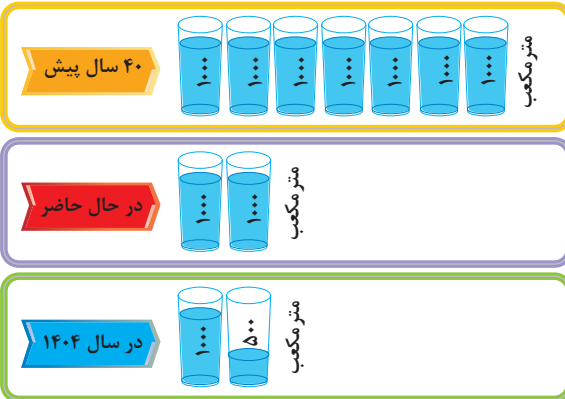 ۴۰ سال پیش
۱۰۰۰ ۱۰۰۰ ۱۰۰۰ ۱۰۰۰ ۱۰۰۰ ۱۰۰۰ ۱۰۰۰
متر مکعب
در حال حاضر
۱۰۰۰ ۱۰۰۰
متر مکعب
در سال ۱۴۰۴
۱۰۰۰ ۵۰۰
متر مکعب